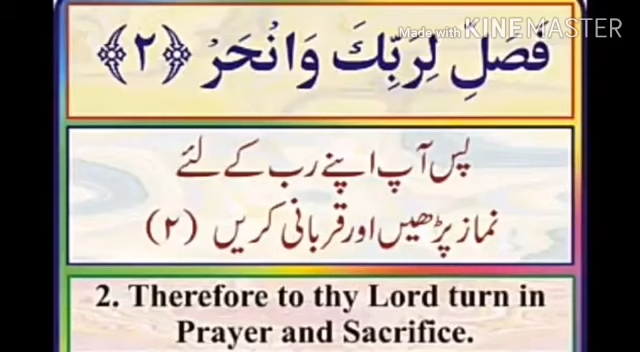 Made with KINEMASTER
فَصَلِّ لِرَبِّكَ وَانْحَرْ ﴿٢﴾
پس آپ اپنے رب کے لئے
نماز پڑھیں اور قربانی کریں (۲)
2. Therefore to thy Lord turn in
Prayer and Sacrifice.